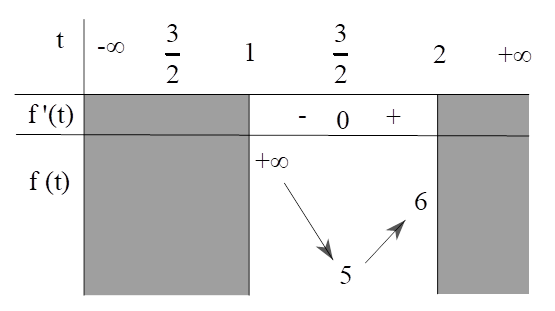 t -∞ 3/2 1 3/2 2 +∞
f '(t) - 0 +
f (t) +∞ 5 6